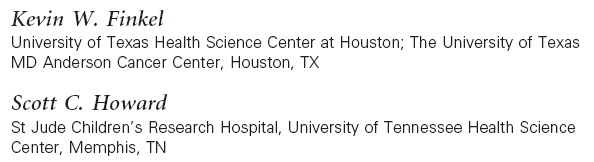 Kevin W. Finkel
University of Texas Health Science Center at Houston; The University of Texas
MD Anderson Cancer Center, Houston, TX
Scott C. Howard
St Jude Children's Research Hospital, University of Tennessee Health Science
Center, Memphis, TN